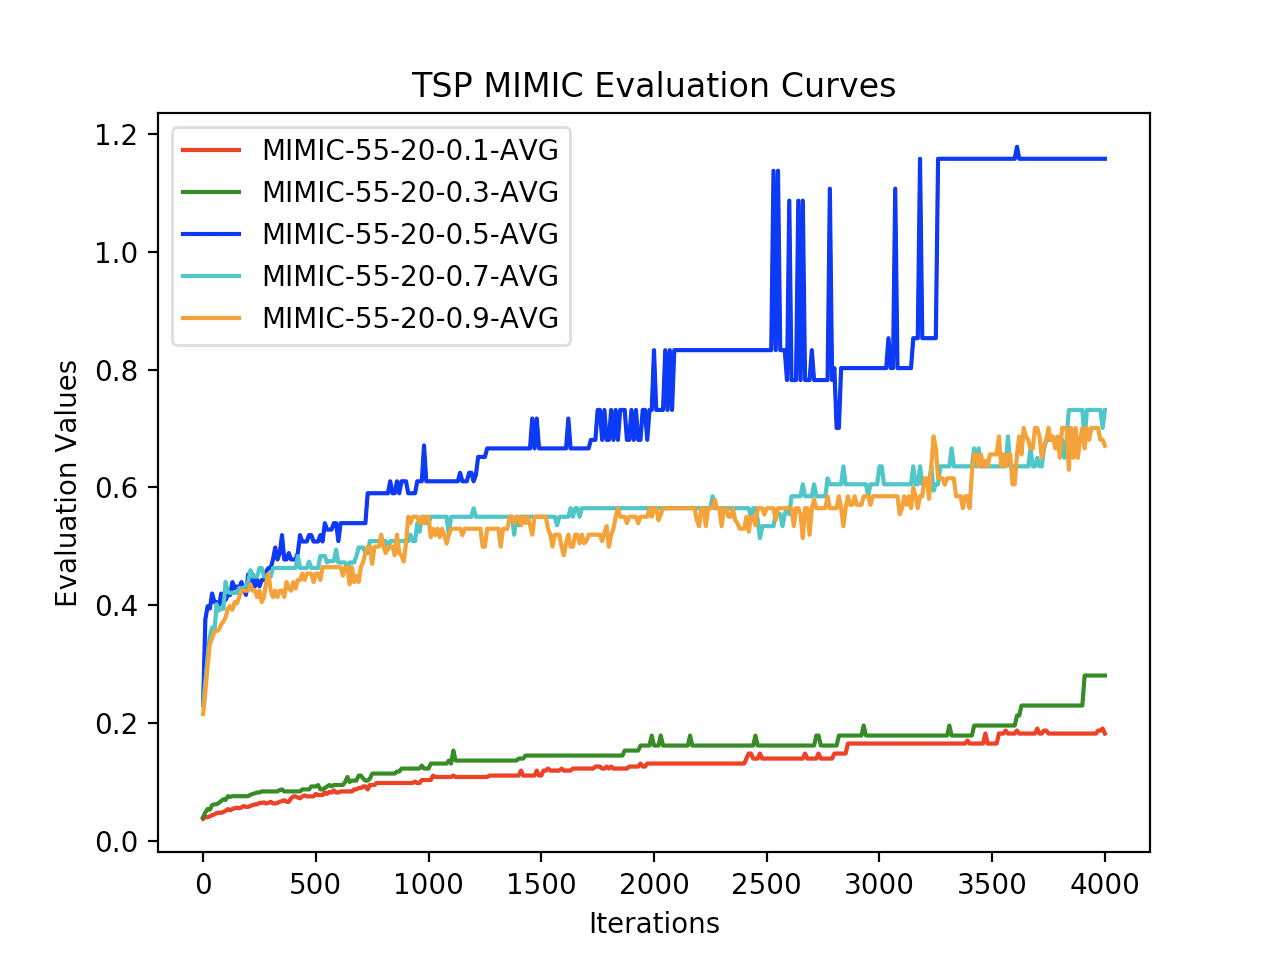 TSP MIMIC Evaluation Curves
MIMIC-55-20-0.1-AVG
MIMIC-55-20-0.3-AVG
MIMIC-55-20-0.5-AVG
MIMIC-55-20-0.7-AVG
MIMIC-55-20-0.9-AVG
Evaluation Values
1.2
1.0
0.8
0.6
0.4
0.2
0.0
0 500 1000 1500 2000 2500 3000 3500 4000
Iterations